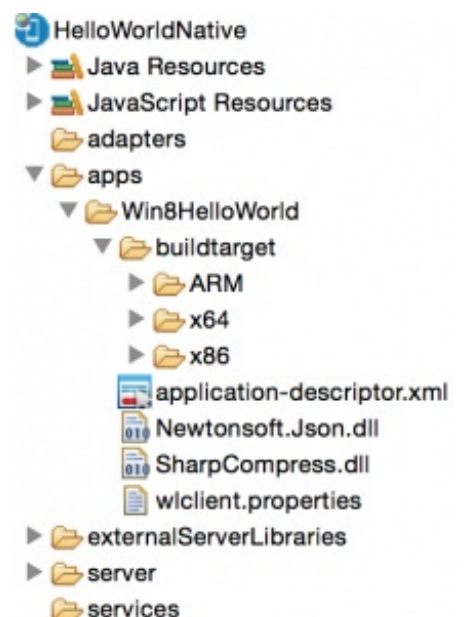 HelloWorldNative
Java Resources
JavaScript Resources
adapters
apps
Win8HelloWorld
buildtarget
ARM
x64
x86
application-descriptor.xml
Newtonsoft.Json.dll
SharpCompress.dll
wlclient.properties
externalServerLibraries
server
services